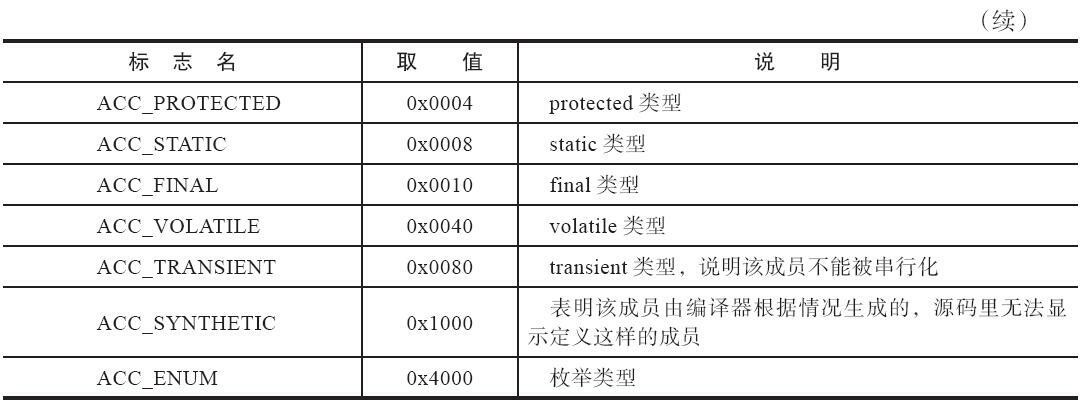 （续）
标 志 名 取 值 说 明
ACC_PROTECTED 0x0004 protected 类型
ACC_STATIC 0x0008 static 类型
ACC_FINAL 0x0010 final 类型
ACC_VOLATILE 0x0040 volatile 类型
ACC_TRANSIENT 0x0080 transient 类型，说明该成员不能被串行化
ACC_SYNTHETIC 0x1000 表明该成员由编译器根据情况生成的，源码里无法显
示定义这样的成员
ACC_ENUM 0x4000 枚举类型